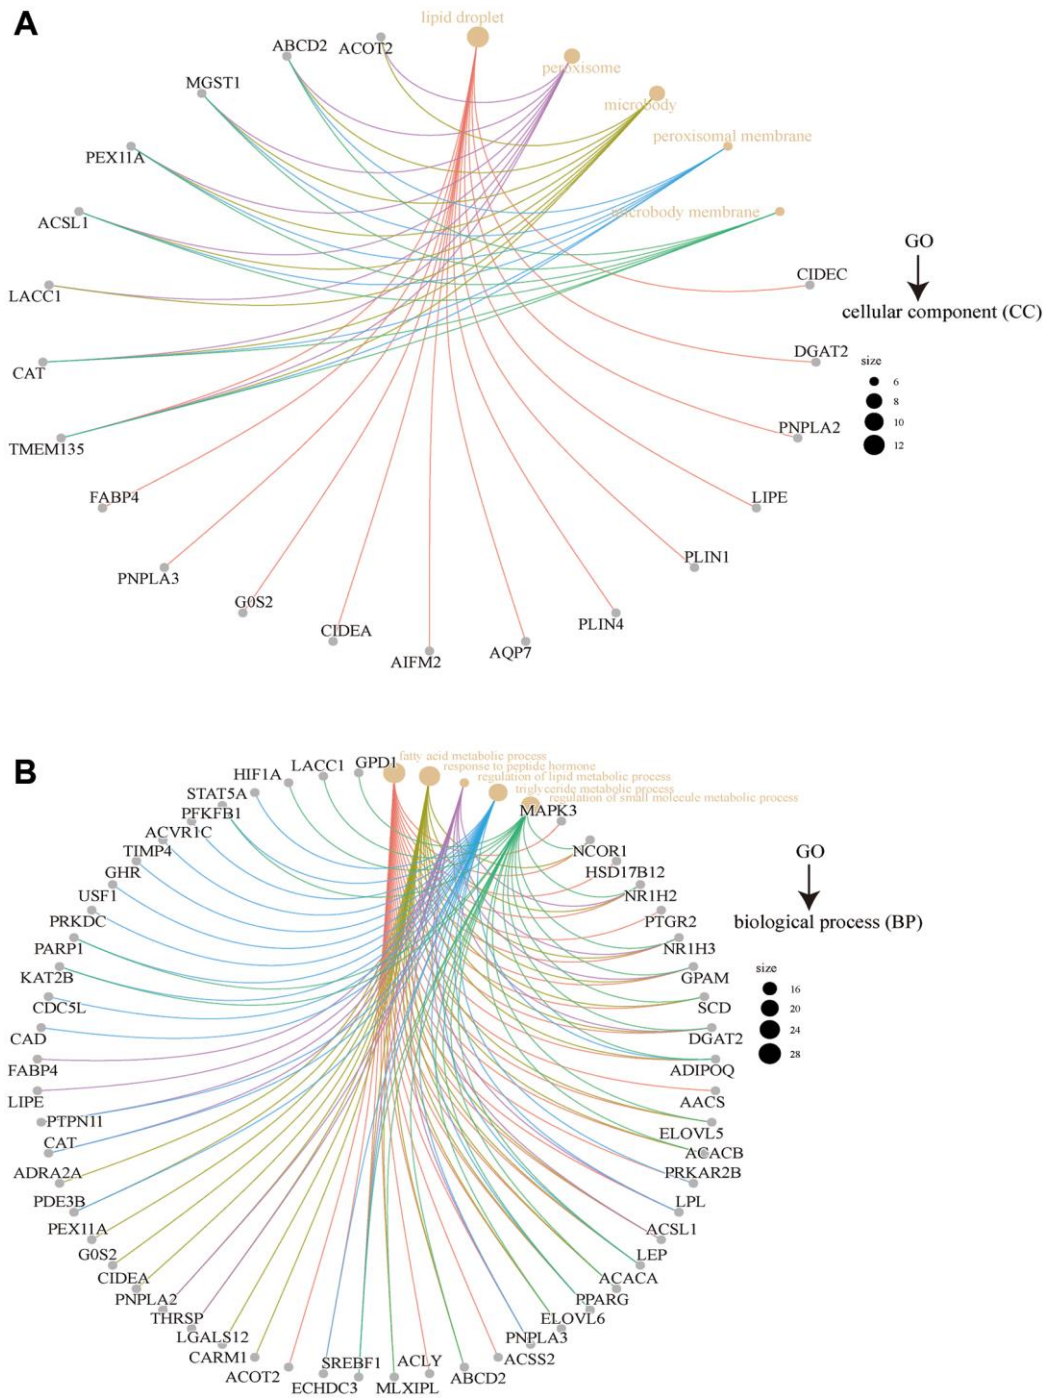 A
lipid droplet
ABCD2
ACOT2
peroxisome
MGST1
microbody
peroxisomal membrane
PEX11A
microbody membrane
ACSL1
GO
CIDEC
LACC1
cellular component (CC)
DGAT2
size
CAT
6
8
10
12
PNPLA2
TMEM135
FABP4
LIPE
PLIN1
PNPLA3
G0S2
CIDEA
PLIN4
AIFM2
AQP7
B
fatty acid metabolic process
response to peptide hormone
regulation of lipid metabolic process
triglyceride metabolic process
regulation of small molecule metabolic process
GPD1
LACC1
HIF1A
STAT5A
PFKFB1
MAPK3
ACVR1C
NCOR1
TIMP4
HSD17B12
GHR
NR1H2
USF1
PTGR2
PRKDC
NR1H3
PARP1
GPAM
KAT2B
SCD
CDC5L
DGAT2
CAD
ADIPOQ
FABP4
AACS
LIPE
ELOVL5
PTPN11
ACACB
CAT
PRKAR2B
ADRA2A
LPL
PDE3B
ACSL1
PEX11A
LEP
G0S2
ACACA
CIDEA
PPARG
PNPLA2
ELOVL6
THRSP
PNPLA3
LGALS12
ACSS2
CARM1
ABCD2
ACOT2
ACLY
ECHDC3
SREBF1
MLXIPL
GO
biological process (BP)
size
16
20
24
28